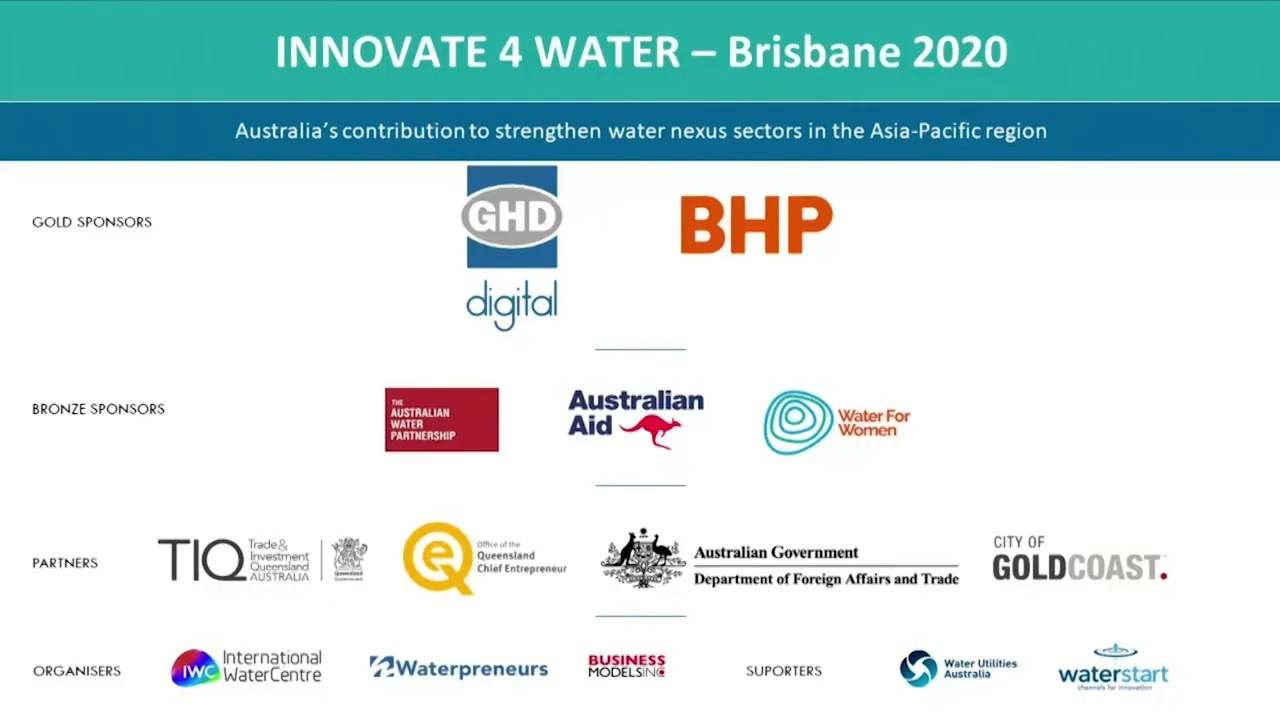 INNOVATE 4 WATER – Brisbane 2020
Australia's contribution to strengthen water nexus sectors in the Asia-Pacific region
GOLD SPONSORS
GHD
digital
BHP
BRONZE SPONSORS
THE
AUSTRALIAN
WATER
PARTNERSHIP
Australian
Aid
Water For
Women
PARTNERS
TIQ
Trade &
Investment
Queensland
AUSTRALIA
Queensland
Government
Office of the
Queensland
Chief Entrepreneur
Australian Government
Department of Foreign Affairs and Trade
CITY OF
GOLDCOAST.
ORGANISERS
IWC
International
WaterCentre
Waterpreneurs
BUSINESS
MODELSINC
SUPORTERS
Water Utilities
Australia
waterstart
channels for innovation